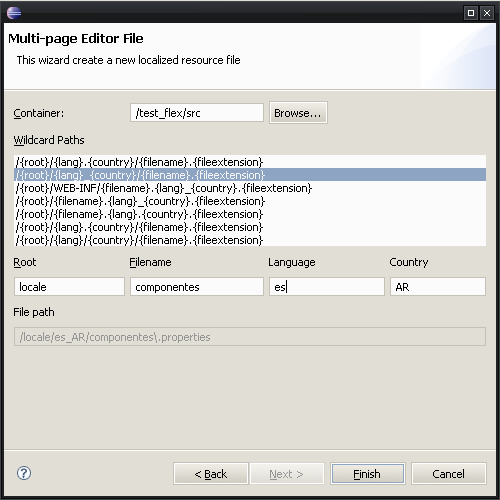 Multi-page Editor File
This wizard create a new localized resource file
Container: /test_flex/src Browse...
Wildcard Paths
/{root}/{lang}.{country}/{filename}.{fileextension}
/{root}/{lang}_{country}/{filename}.{fileextension}
/{root}/WEB-INF/{filename}.{lang}_{country}.{fileextension}
/{root}/{filename}.{lang}_{country}.{fileextension}
/{root}/{filename}.{lang}.{country}.{fileextension}
/{root}/{lang}.{country}/{filename}.{fileextension}
/{root}/{lang}/{country}/{filename}.{fileextension}
Root Filename Language Country
locale componentes es AR
File path
/locale/es_AR/componentes\.properties
? < Back Next > Finish Cancel